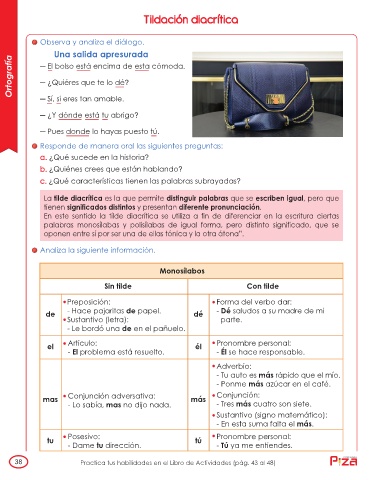 Tildación diacrítica
Ortografía
Observa y analiza el diálogo.
Una salida apresurada
— El bolso está encima de esta cómoda.
— ¿Quiéres que te lo dé?
— Sí, si eres tan amable.
— ¿Y dónde está tu abrigo?
— Pues donde lo hayas puesto tú.
Responde de manera oral las siguientes preguntas:
a. ¿Qué sucede en la historia?
b. ¿Quiénes crees que están hablando?
c. ¿Qué características tienen las palabras subrayadas?
La tilde diacrítica es la que permite distinguir palabras que se escriben igual, pero que
tienen significados distintos y presentan diferente pronunciación.
En este sentido la tilde diacrítica se utiliza a fin de diferenciar en la escritura ciertas
palabras monosílabas y polisílabas de igual forma, pero distinto significado, que se
oponen entre sí por ser una de ellas tónica y la otra átona".
Analiza la siguiente información.
Monosílabos
Sin tilde Con tilde
de
• Preposición:
- Hace pajaritas de papel.
• Sustantivo (letra):
- Le bordó una de en el pañuelo.
dé
• Forma del verbo dar:
- Dé saludos a su madre de mi
parte.
el
• Artículo:
- El problema está resuelto.
él
• Pronombre personal:
- Él se hace responsable.
mas
• Conjunción adversativa:
- Lo sabía, mas no dijo nada.
más
• Adverbio:
- Tu auto es más rápido que el mío.
- Ponme más azúcar en el café.
• Conjunción:
- Tres más cuatro son siete.
• Sustantivo (signo matemático):
- En esta suma falta el más.
tu
• Posesivo:
- Dame tu dirección.
tú
• Pronombre personal:
- Tú ya me entiendes.
38
Practica tus habilidades en el Libro de Actividades (pág. 43 al 48)
Pizza